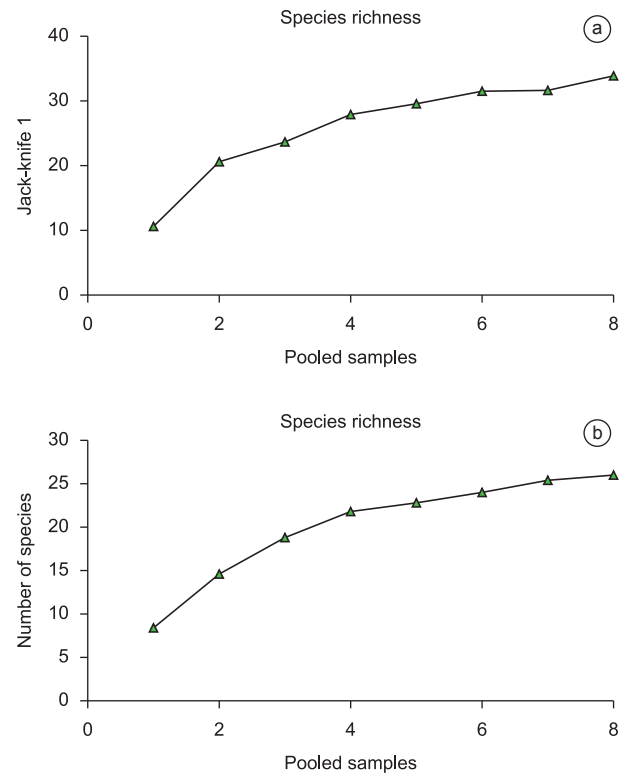 Species richness
a
40
30
20
10
0
Jack-knife 1
0 2 4 6 8
Pooled samples
Species richness
b
30
25
20
15
10
5
0
Number of species
0 2 4 6 8
Pooled samples